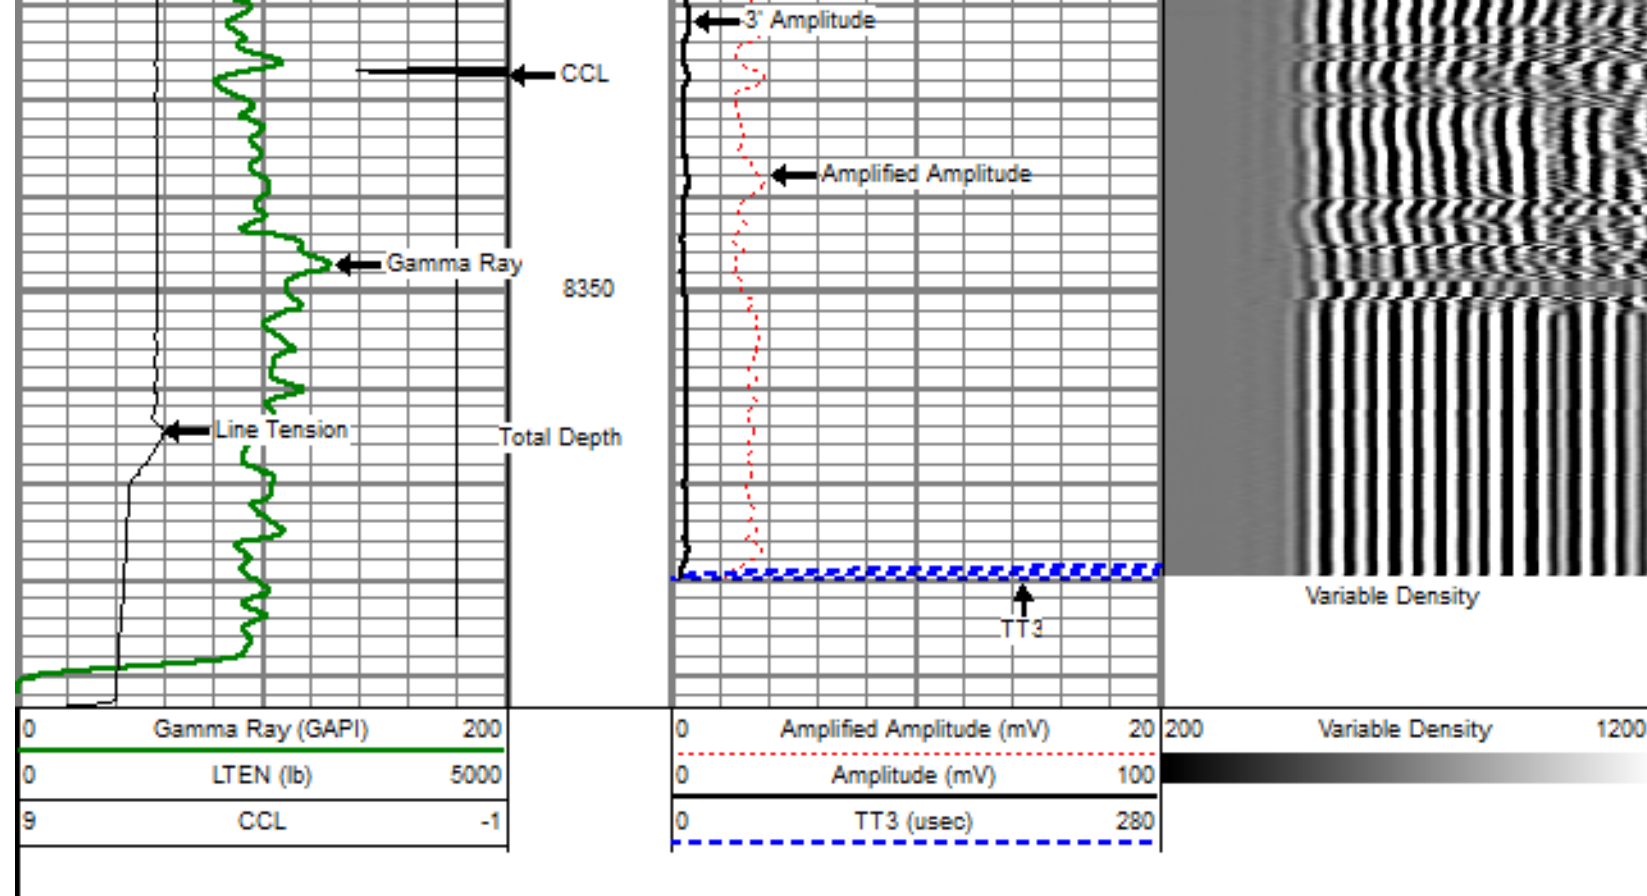 3' Amplitude
CCL
Amplified Amplitude
Gamma Ray
8350
Line Tension
Total Depth
Variable Density
TT3
0 Gamma Ray (GAPI) 200
0 LTEN (lb) 5000
9 CCL -1
0 Amplified Amplitude (mV) 20
0 Amplitude (mV) 100
0 TT3 (usec) 280
200 Variable Density 1200